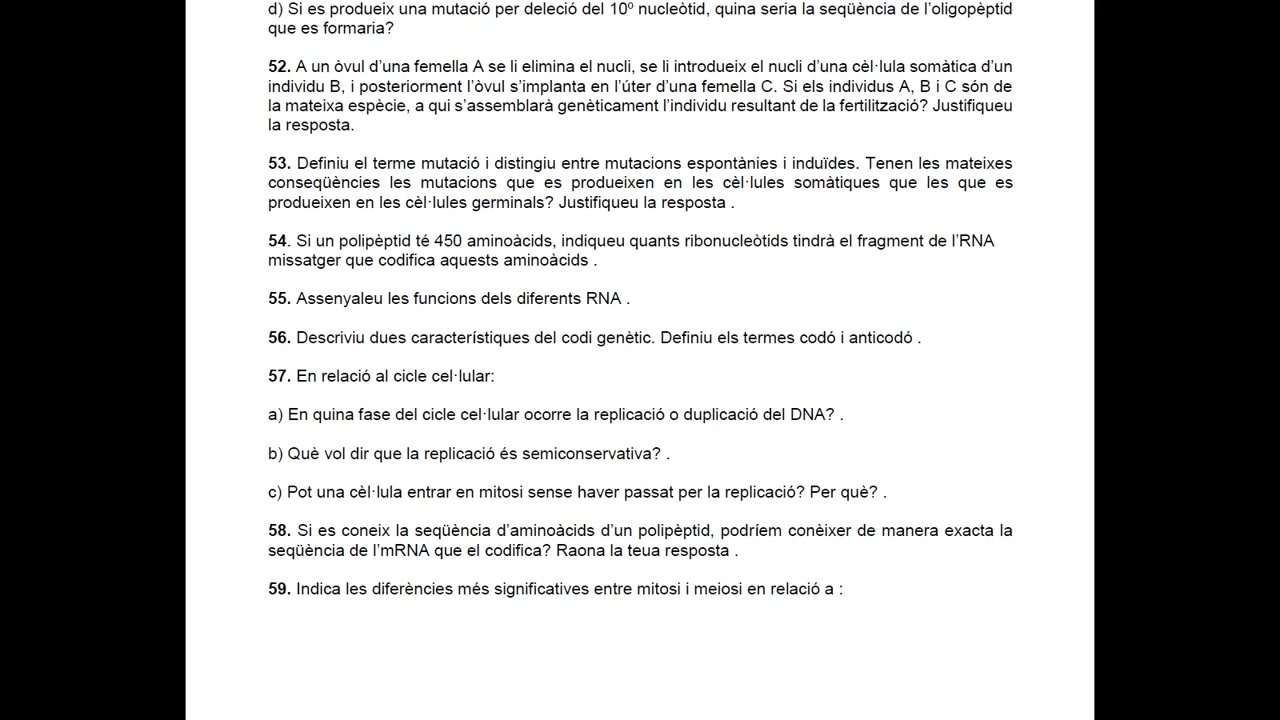 d) Si es produeix una mutació per deleció del 10º nucleòtid, quina seria la seqüència de l’oligopèptid
que es formaria?
52. A un òvul d’una femella A se li elimina el nucli, se li introdueix el nucli d’una cèl·lula somàtica d’un
individu B, i posteriorment l’òvul s’implanta en l’úter d’una femella C. Si els individus A, B i C són de
la mateixa espècie, a qui s’assemblarà genèticament l’individu resultant de la fertilització? Justifiqueu
la resposta.
53. Definiu el terme mutació i distingiu entre mutacions espontànies i induïdes. Tenen les mateixes
conseqüències les mutacions que es produeixen en les cèl·lules somàtiques que les que es
produeixen en les cèl·lules germinals? Justifiqueu la resposta .
54. Si un polipèptid té 450 aminoàcids, indiqueu quants ribonucleòtids tindrà el fragment de l’RNA
missatger que codifica aquests aminoàcids .
55. Assenyaleu les funcions dels diferents RNA .
56. Descriviu dues característiques del codi genètic. Definiu els termes codó i anticodó .
57. En relació al cicle cel·lular:
a) En quina fase del cicle cel·lular ocorre la replicació o duplicació del DNA? .
b) Què vol dir que la replicació és semiconservativa? .
c) Pot una cèl·lula entrar en mitosi sense haver passat per la replicació? Per què? .
58. Si es coneix la seqüència d’aminoàcids d’un polipèptid, podríem conèixer de manera exacta la
seqüència de l’mRNA que el codifica? Raona la teua resposta .
59. Indica les diferències més significatives entre mitosi i meiosi en relació a :